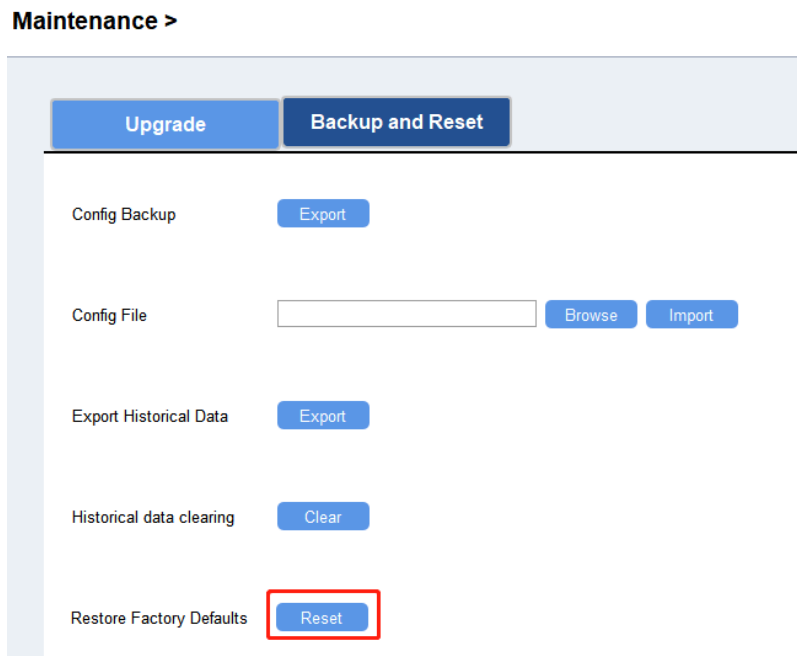 Maintenance >
Upgrade Backup and Reset
Config Backup Export
Config File Browse Import
Export Historical Data Export
Historical data clearing Clear
Restore Factory Defaults Reset